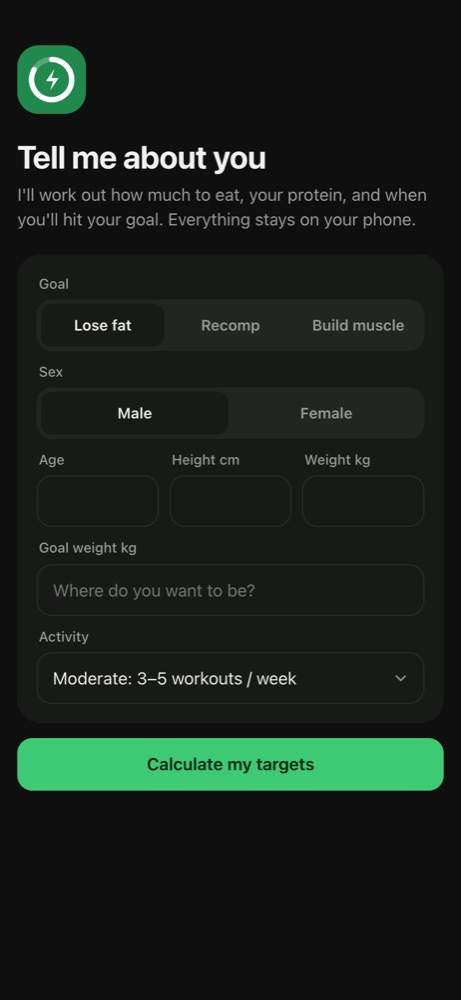 Tell me about you
I'll work out how much to eat, your protein, and when
you'll hit your goal. Everything stays on your phone.
Goal
Lose fat Recomp Build muscle
Sex
Male Female
Age Height cm Weight kg
Goal weight kg
Where do you want to be?
Activity
Moderate: 3–5 workouts / week
Calculate my targets